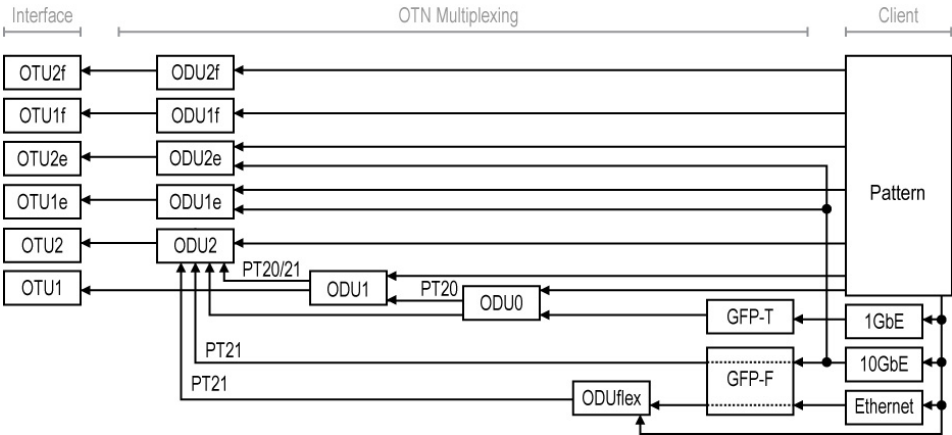 Interface OTN Multiplexing Client
OTU2f ODU2f
OTU1f ODU1f
OTU2e ODU2e
OTU1e ODU1e Pattern
OTU2 ODU2
PT20/21
OTU1 ODU1 PT20
ODU0
GFP-T 1GbE
PT21
10GbE
GFP-F
PT21
ODUflex Ethernet